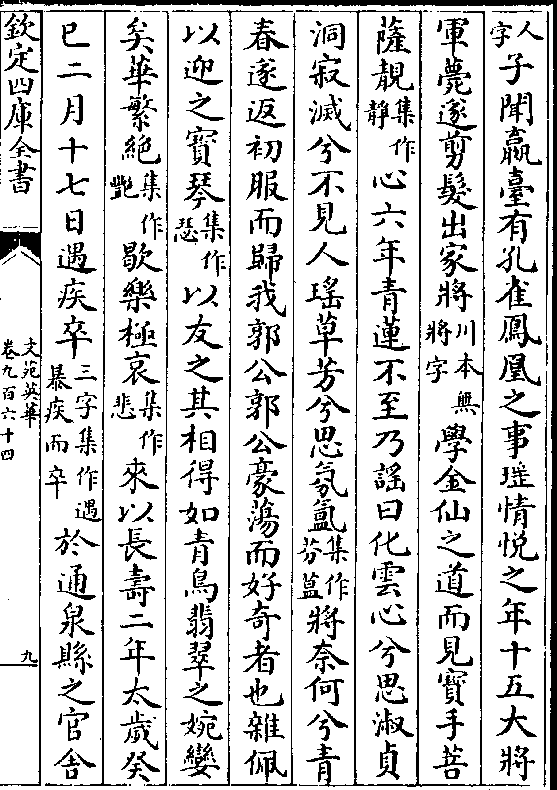 人字子聞嬴臺有孔雀鳳凰之事瑳情悅之年十五大將
軍薨遂剪髮出家將川本無將字學金仙之道而見寶手菩
薩靚集作靜心六年青蓮不至乃謡曰化雲心兮思淑貞
洞寂滅兮不見人瑶草芳兮思氛氳集作芬蒕將奈何兮青
春遂返初服而歸我郭公郭公豪蕩而好奇者也雜佩
以迎之寶琴集作瑟以友之其相得如青鳥翡翠之婉孌
矣華繁絶集作艷歇樂極哀集作悲來以長壽二年太歲癸
巳二月十七日遇疾卒三字集作遇暴疾而卒於通泉縣之官舎
欽定四庫全書
文苑英華
卷九百六十四
九